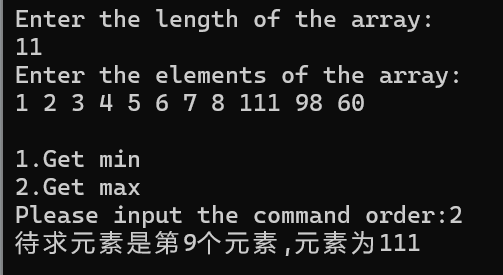 Enter the length of the array:
11
Enter the elements of the array:
1 2 3 4 5 6 7 8 111 98 60
1.Get min
2.Get max
Please input the command order:2
待求元素是第9个元素,元素为111